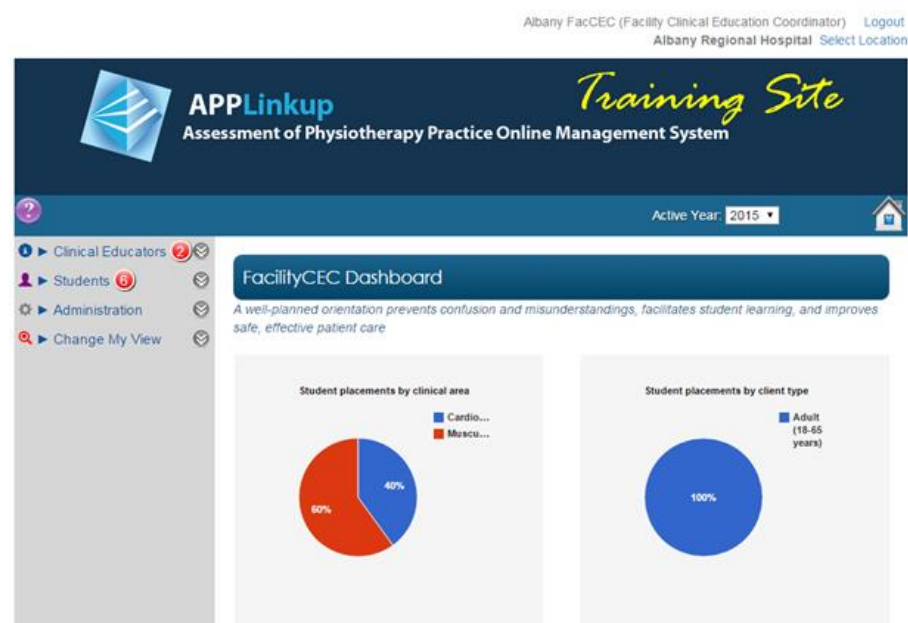 Albany FacCEC (Facility Clinical Education Coordinator) Logout
Albany Regional Hospital Select Location
Training Site
APPLinkup
Assessment of Physiotherapy Practice Online Management System
?
Active Year: 2015
Clinical Educators 2
Students 6
Administration
Change My View
FacilityCEC Dashboard
A well-planned orientation prevents confusion and misunderstandings, facilitates student learning, and improves
safe, effective patient care
Student placements by clinical area
Cardio...
Muscu...
40%
60%
Student placements by client type
Adult
(18-65
years)
100%